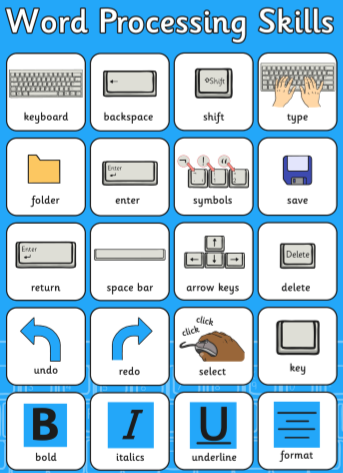 Word Processing Skills
keyboard
backspace
Shift
shift
type
folder
Enter
enter
symbols
save
Enter
return
space bar
arrow keys
Delete
delete
undo
redo
click
click
select
key
B
bold
I
italics
U
underline
format